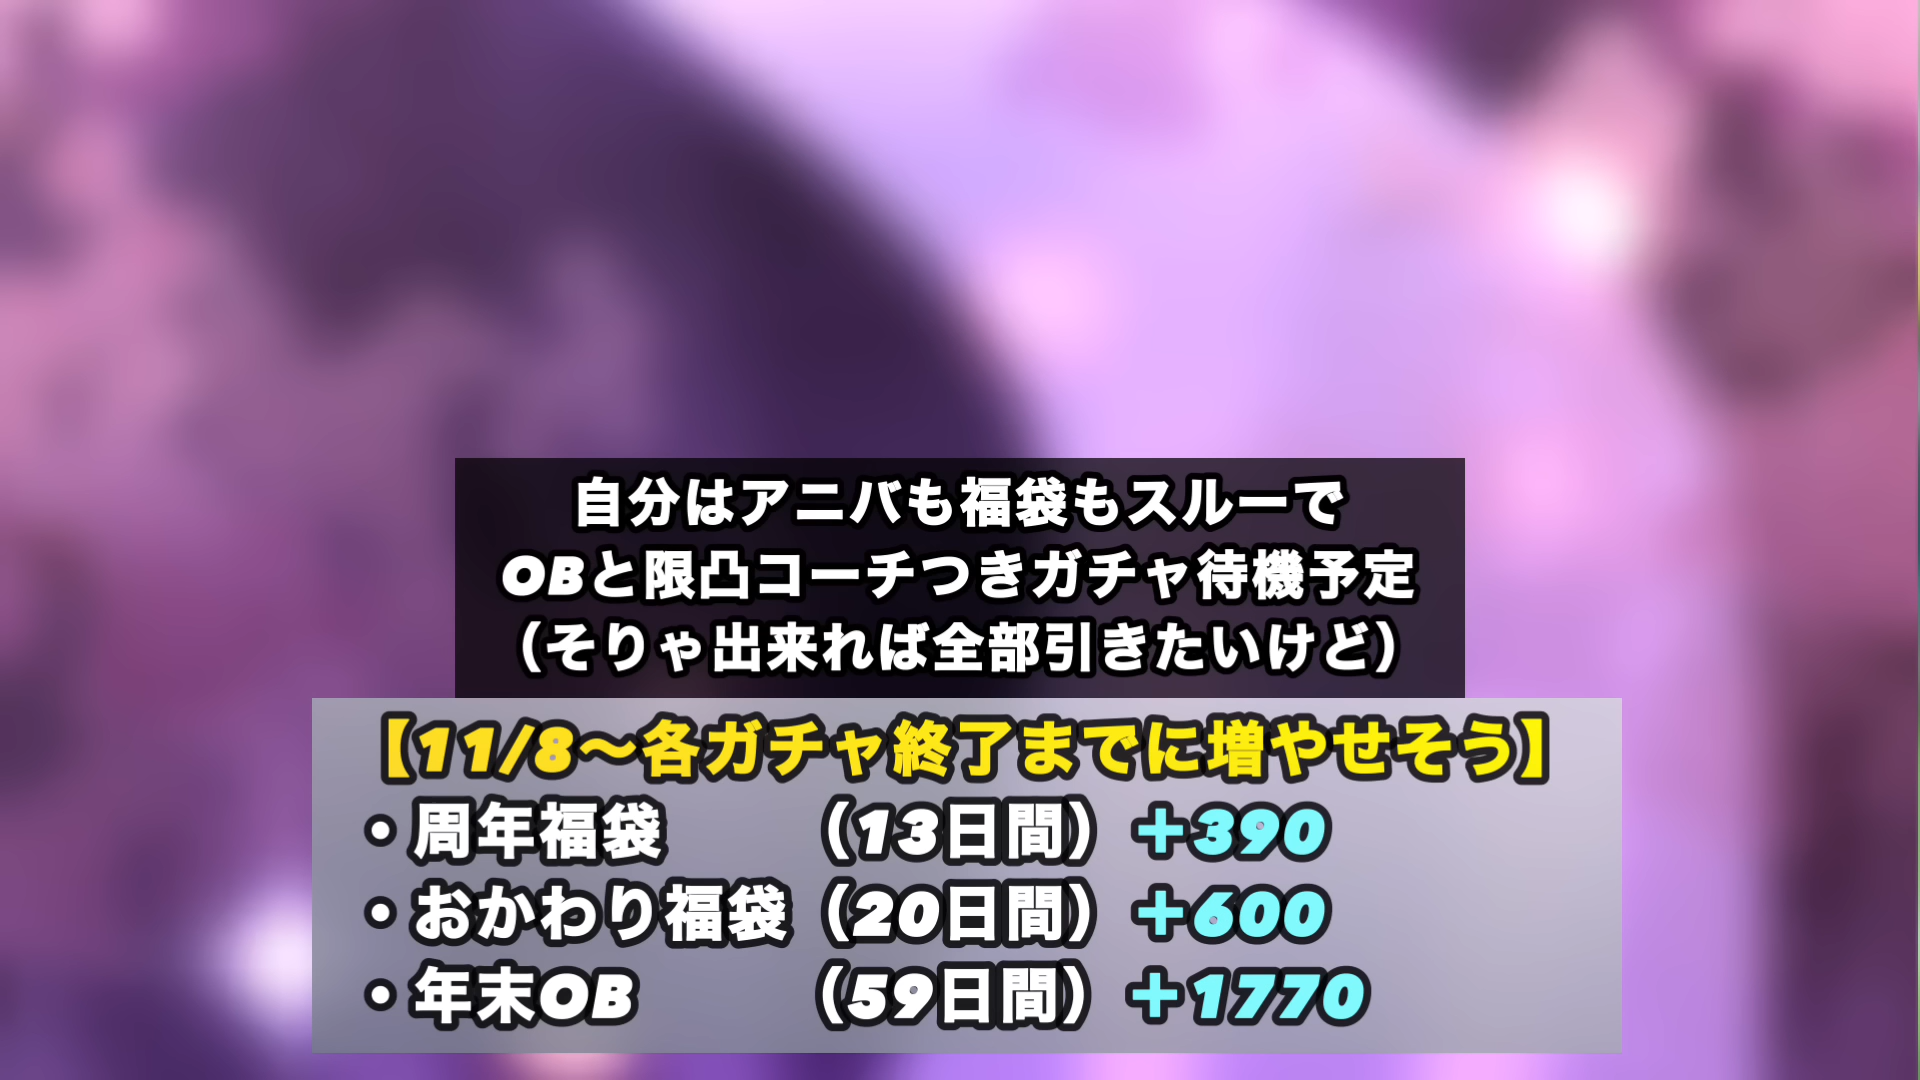 自分はアニバも福袋もスルーで
OBと限凸コーチつきガチャ待機予定
（そりゃ出来れば全部引きたいけど）
【11/8～各ガチャ終了までに増やせそう】
・周年福袋　　（13日間）＋390
・おかわり福袋（20日間）＋600
・年末OB　　　（59日間）＋1770